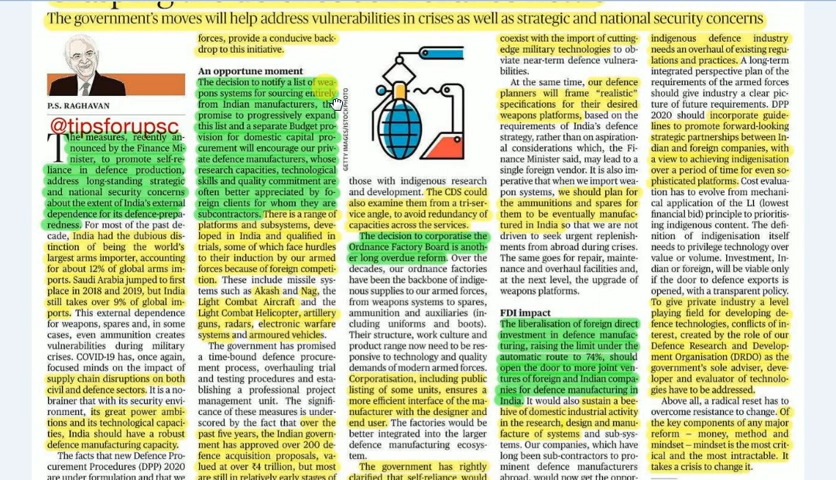 The government's moves will help address vulnerabilities in crises as well as strategic and national security concerns
P.S. RAGHAVAN
@tipsforupsc
The measures, recently an-
nounced by the Finance Mi-
nister, to promote self-re-
liance in defence production,
address long-standing strategic
and national security concerns
about the extent of India's external
dependence for its defence-prepa-
redness. For most of the past de-
cade, India had the dubious dis-
tinction of being the world's
largest arms importer, accounting
for about 12% of global arms im-
ports. Saudi Arabia jumped to first
place in 2018 and 2019, but India
still takes over 9% of global im-
ports. This external dependence
for weapons, spares and, in some
cases, even ammunition creates
vulnerabilities during military
crises. COVID-19 has, once again,
focused minds on the impact of
supply chain disruptions on both
civil and defence sectors. It is a no-
brainer that with its security envi-
ronment, its great power ambi-
tions and its technological capaci-
ties, India should have a robust
defence manufacturing capacity.
The facts that new Defence Pro-
curement Procedures (DPP) 2020
are under formulation and that we
forces, provide a conducive back-
drop to this initiative.
An opportune moment
The decision to notify a list of wea-
pons systems for sourcing entirely
from Indian manufacturers, the
promise to progressively expand
this list and a separate Budget pro-
vision for domestic capital pro-
curement will encourage our priv-
ate defence manufacturers, whose
research capacities, technological
skills and quality commitment are
often better appreciated by fo-
reign clients for whom they are
subcontractors. There is a range of
platforms and subsystems, deve-
loped in India and qualified in
trials, some of which face hurdles
to their induction by our armed
forces because of foreign competi-
tion. These include missile sys-
tems such as Akash and Nag, the
Light Combat Aircraft and the
Light Combat Helicopter, artillery
guns, radars, electronic warfare
systems and armoured vehicles.
The government has promised
a time-bound defence procure-
ment process, overhauling trial
and testing procedures and esta-
blishing a professional project
management unit. The signific-
ance of these measures is under-
scored by the fact that over the
past five years, the Indian govern-
ment has approved over 200 de-
fence acquisition proposals, va-
lued at over ₹4 trillion, but most
are still in relatively early stages of
GETTY IMAGES/ISTOCKPHOTO
those with indigenous research
and development. The CDS could
also examine them from a tri-ser-
vice angle, to avoid redundancy of
capacities across the services.
The decision to corporatise the
Ordnance Factory Board is anoth-
er long overdue reform. Over the
decades, our ordnance factories
have been the backbone of indige-
nous supplies to our armed forces,
from weapons systems to spares,
ammunition and auxiliaries (in-
cluding uniforms and boots).
Their structure, work culture and
product range now need to be res-
ponsive to technology and quality
demands of modern armed forces.
Corporatisation, including public
listing of some units, ensures a
more efficient interface of the ma-
nufacturer with the designer and
end user. The factories would be
better integrated into the larger
defence manufacturing ecosys-
tem.
The government has rightly
clarified that self-reliance would
coexist with the import of cutting-
edge military technologies to ob-
viate near-term defence vulnera-
bilities.
At the same time, our defence
planners will frame “realistic”
specifications for their desired
weapons platforms, based on the
requirements of India's defence
strategy, rather than on aspiration-
al considerations which, the Fi-
nance Minister said, may lead to a
single foreign vendor. It is also im-
perative that when we import wea-
pon systems, we should plan for
the ammunitions and spares for
them to be eventually manufac-
tured in India so that we are not
driven to seek urgent replenish-
ments from abroad during crises.
The same goes for repair, mainte-
nance and overhaul facilities and,
at the next level, the upgrade of
weapons platforms.
FDI impact
The liberalisation of foreign direct
investment in defence manufac-
turing, raising the limit under the
automatic route to 74%, should
open the door to more joint ven-
tures of foreign and Indian compa-
nies for defence manufacturing in
India. It would also sustain a bee-
hive of domestic industrial activity
in the research, design and manu-
facture of systems and sub-sys-
tems. Our companies, which have
long been sub-contractors to pro-
minent defence manufacturers
abroad, would now get the oppor-
indigenous defence industry
needs an overhaul of existing regu-
lations and practices. A long-term
integrated perspective plan of the
requirements of the armed forces
should give industry a clear pic-
ture of future requirements. DPP
2020 should incorporate guide-
lines to promote forward-looking
strategic partnerships between In-
dian and foreign companies, with
a view to achieving indigenisation
over a period of time for even so-
phisticated platforms. Cost evalua-
tion has to evolve from mechani-
cal application of the L1 (lowest
financial bid) principle to prioritis-
ing indigenous content. The defi-
nition of indigenisation itself
needs to privilege technology over
value or volume. Investment, In-
dian or foreign, will be viable only
if the door to defence exports is
opened, with a transparent policy.
To give private industry a level
playing field for developing de-
fence technologies, conflicts of in-
terest, created by the role of our
Defence Research and Develop-
ment Organisation (DRDO) as the
government's sole adviser, deve-
loper and evaluator of technolo-
gies have to be addressed.
Above all, a radical reset has to
overcome resistance to change. Of
the key components of any major
reform – money, method and
mindset – mindset is the most crit-
ical and the most intractable. It
takes a crisis to change it.